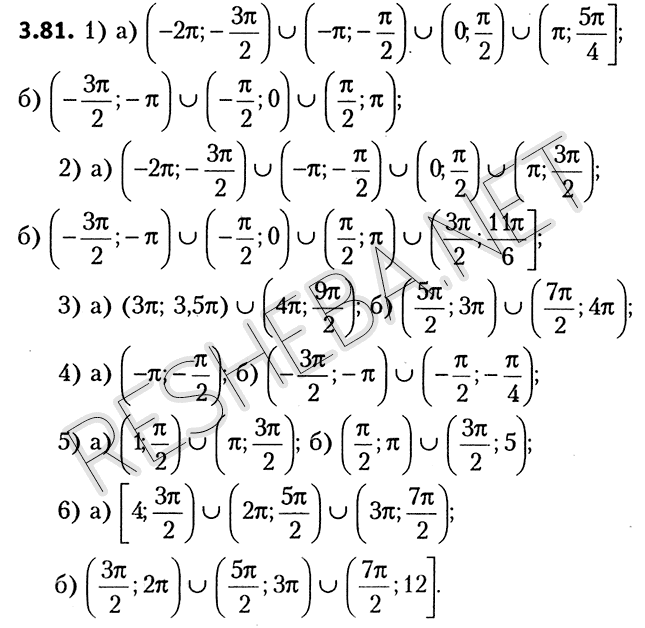 3.81. 1) а) (−2π; −3π/2) ∪ (−π; −π/2) ∪ (0; π/2) ∪ (π; 5π/4];
б) (−3π/2; −π) ∪ (−π/2; 0) ∪ (π/2; π);
2) а) (−2π; −3π/2) ∪ (−π; −π/2) ∪ (0; π/2) ∪ (π; 3π/2);
б) (−3π/2; −π) ∪ (−π/2; 0) ∪ (π/2; π) ∪ (3π/2; 11π/6];
3) а) (3π; 3,5π) ∪ (4π; 9π/2); б) (5π/2; 3π) ∪ (7π/2; 4π);
4) а) (−π; −π/2); б) (−3π/2; −π) ∪ (−π/2; −π/4);
5) а) (1; π/2) ∪ (π; 3π/2); б) (π/2; π) ∪ (3π/2; 5);
6) а) [4; 3π/2) ∪ (2π; 5π/2) ∪ (3π; 7π/2);
б) (3π/2; 2π) ∪ (5π/2; 3π) ∪ (7π/2; 12].
RESHEBA.NET